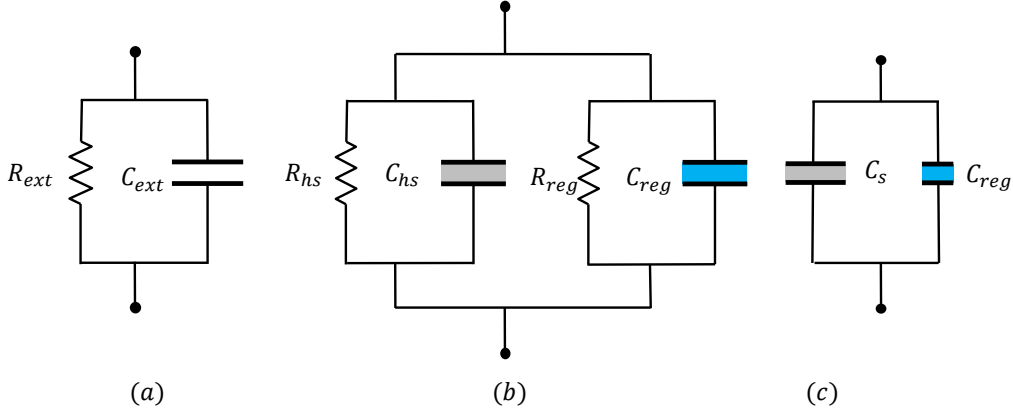 R_ext C_ext
R_hs C_hs R_reg C_reg
C_s C_reg
(a) (b) (c)